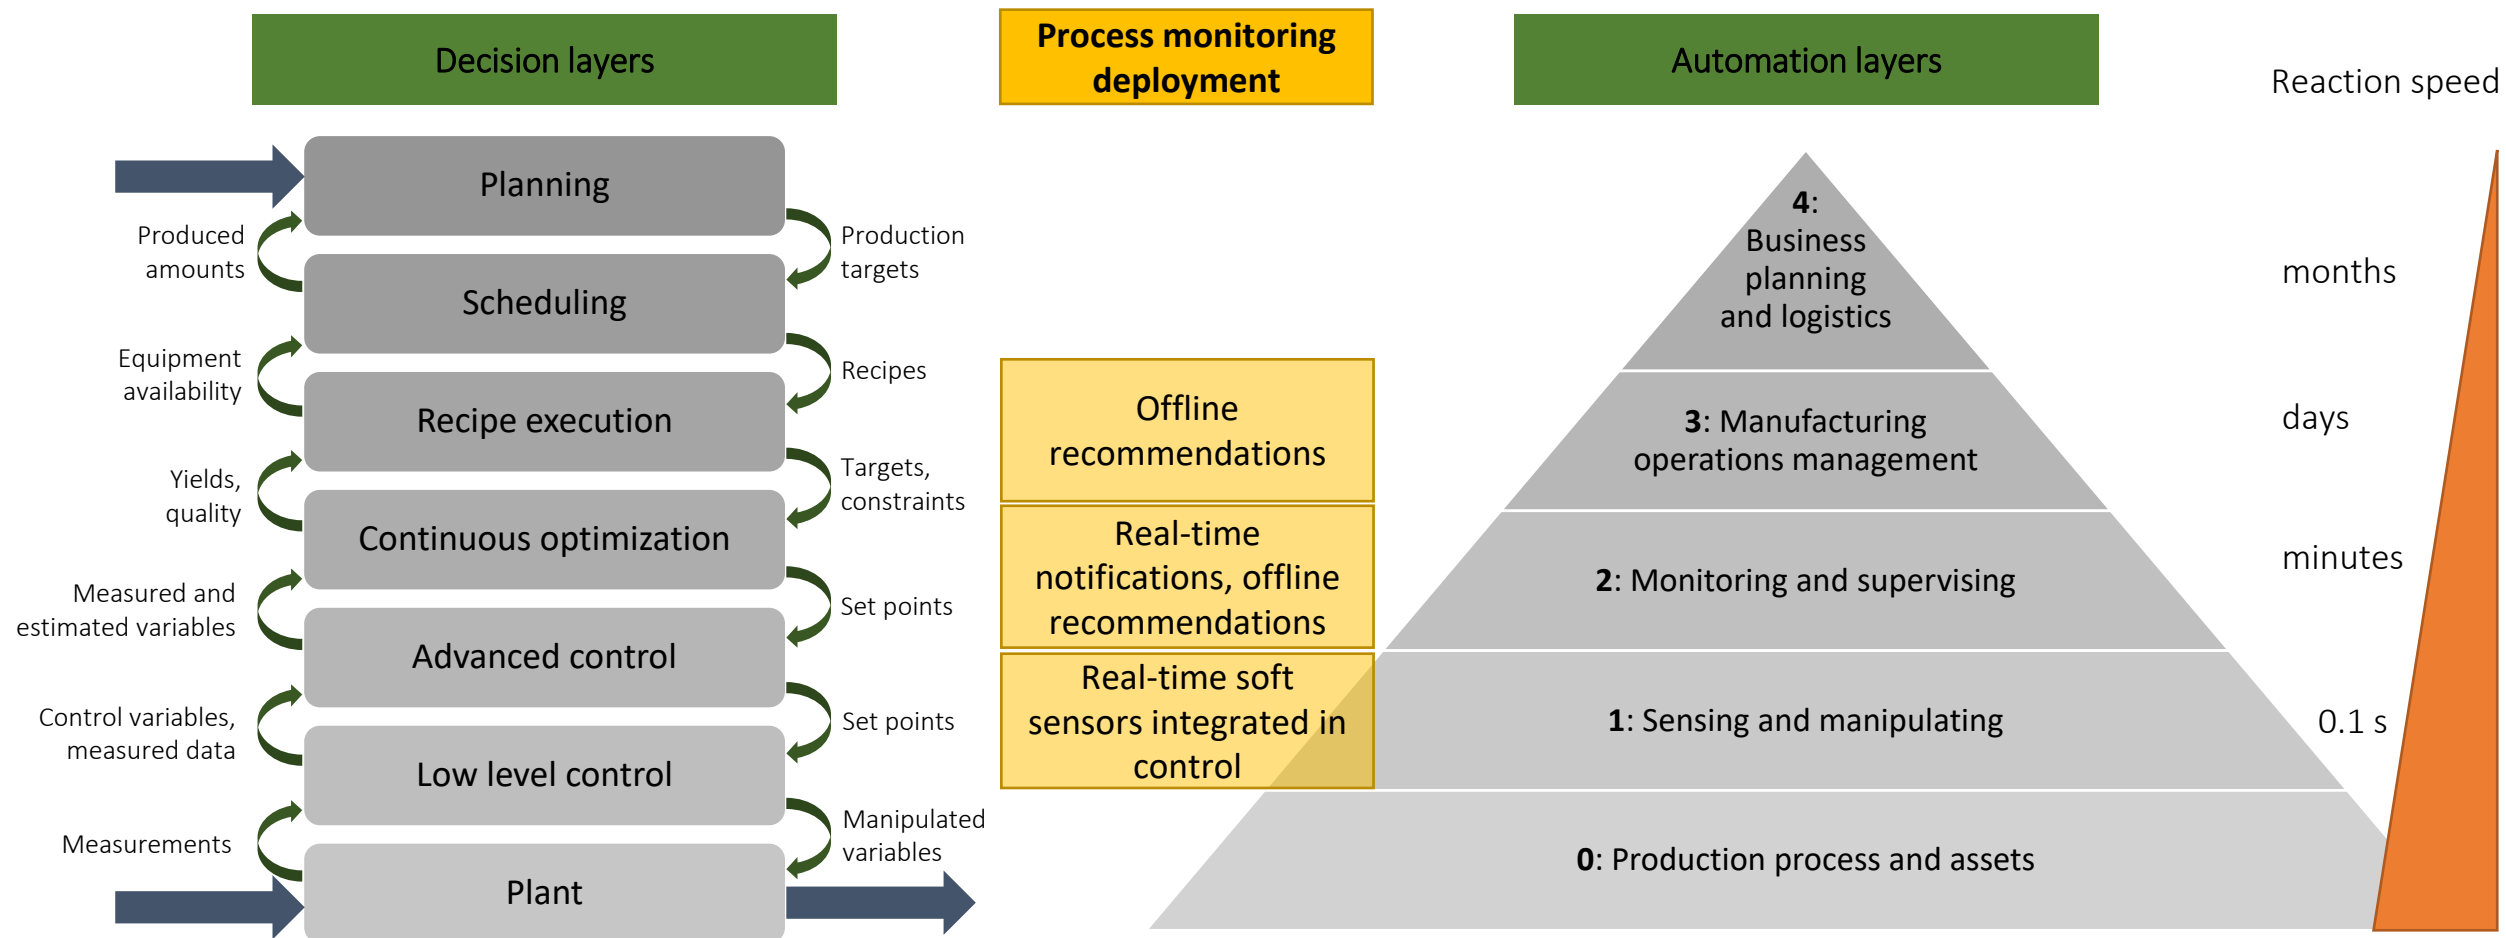 Decision layers
Process monitoring
deployment
Automation layers
Reaction speed
Planning
Scheduling
Recipe execution
Continuous optimization
Advanced control
Low level control
Plant
Produced
amounts
Equipment
availability
Yields,
quality
Measured and
estimated variables
Control variables,
measured data
Measurements
Production
targets
Recipes
Targets,
constraints
Set points
Set points
Manipulated
variables
Offline
recommendations
Real-time
notifications, offline
recommendations
Real-time soft
sensors integrated in
control
4:
Business
planning
and logistics
3: Manufacturing
operations management
2: Monitoring and supervising
1: Sensing and manipulating
0: Production process and assets
months
days
minutes
0.1 s